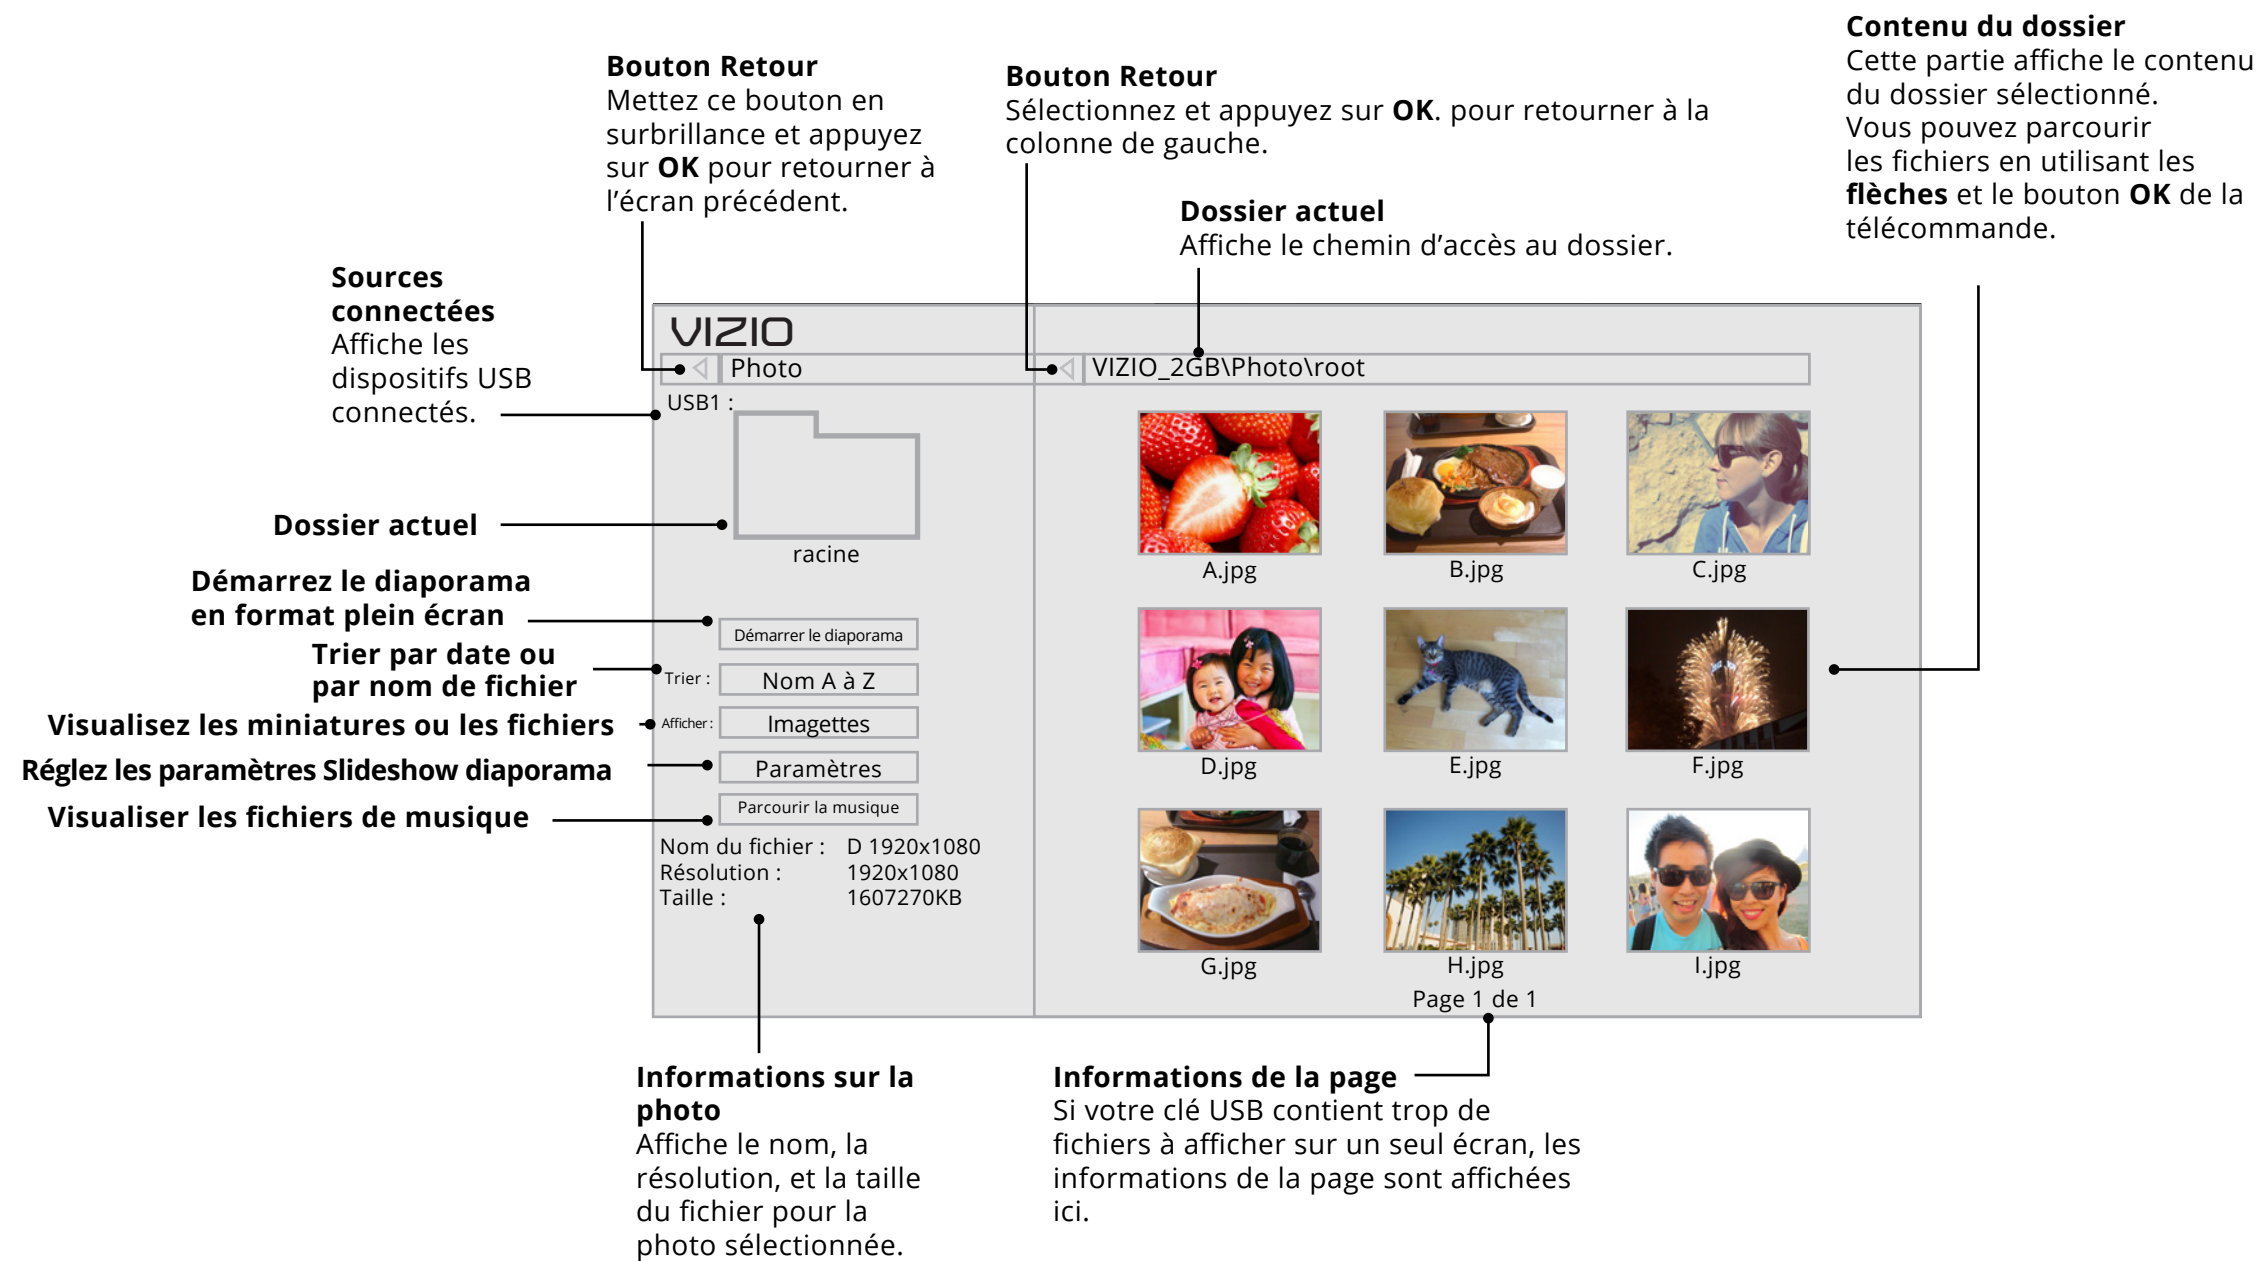 Contenu du dossier
Cette partie affiche le contenu
du dossier sélectionné.
Vous pouvez parcourir
les fichiers en utilisant les
flèches et le bouton OK de la
télécommande.
Bouton Retour
Mettez ce bouton en
surbrillance et appuyez
sur OK pour retourner à
l’écran précédent.
Bouton Retour
Sélectionnez et appuyez sur OK. pour retourner à la
colonne de gauche.
Dossier actuel
Affiche le chemin d’accès au dossier.
Sources
connectées
Affiche les
dispositifs USB
connectés.
Dossier actuel
Démarrez le diaporama
en format plein écran
Trier par date ou
par nom de fichier
Visualisez les miniatures ou les fichiers
Réglez les paramètres Slideshow diaporama
Visualiser les fichiers de musique
VIZIO
Photo
USB1 :
racine
Démarrer le diaporama
Trier : Nom A à Z
Afficher : Imagettes
Paramètres
Parcourir la musique
Nom du fichier : D 1920x1080
Résolution : 1920x1080
Taille : 1607270KB
VIZIO_2GB\Photo\root
A.jpg
B.jpg
C.jpg
D.jpg
E.jpg
F.jpg
G.jpg
H.jpg
I.jpg
Page 1 de 1
Informations sur la
photo
Affiche le nom, la
résolution, et la taille
du fichier pour la
photo sélectionnée.
Informations de la page
Si votre clé USB contient trop de
fichiers à afficher sur un seul écran, les
informations de la page sont affichées
ici.